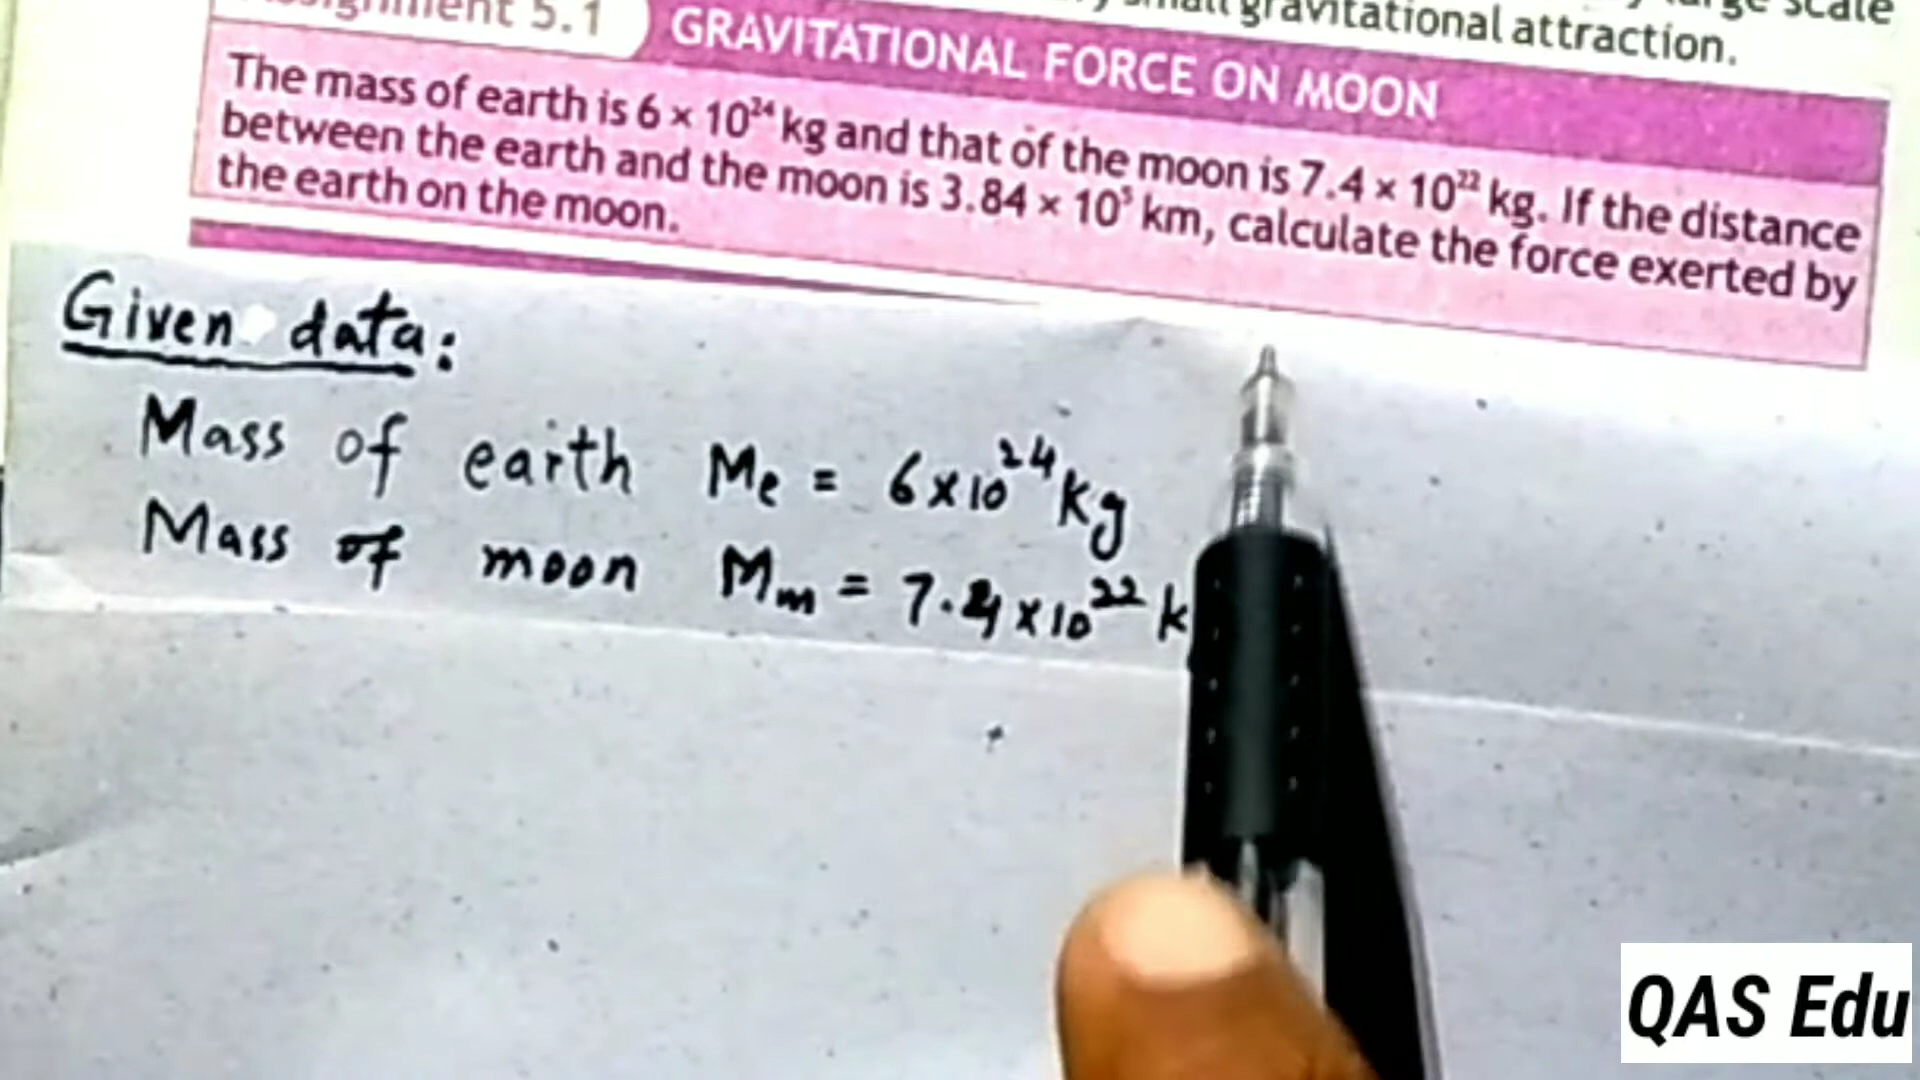 small gravitational attraction.
5.1
GRAVITATIONAL FORCE ON MOON
The mass of earth is 6 × 10²⁴ kg and that of the moon is 7.4 × 10²² kg. If the distance
between the earth and the moon is 3.84 × 10⁵ km, calculate the force exerted by
the earth on the moon.
Given data:
Mass of earth Me = 6×10²⁴ kg
Mass of moon Mm = 7.4×10²² k
QAS Edu